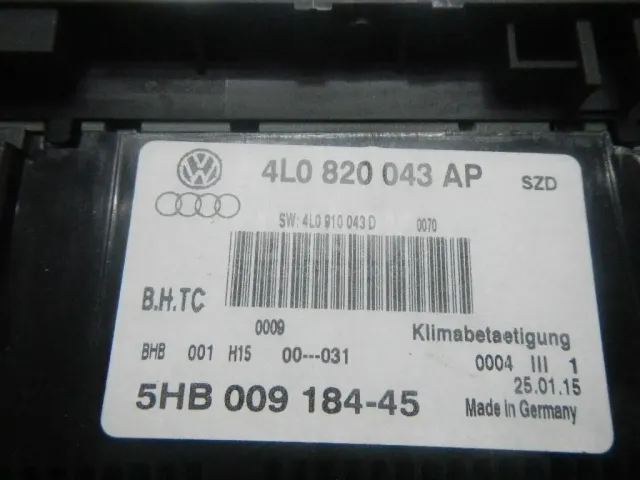 VW
4L0 820 043 AP SZD
SW: 4L0 910 043 D 0070
B.H.TC
0009
Klimabetaetigung
BHB 001 H15 00---031 0004 III 1
25.01.15
5HB 009 184-45 Made in Germany